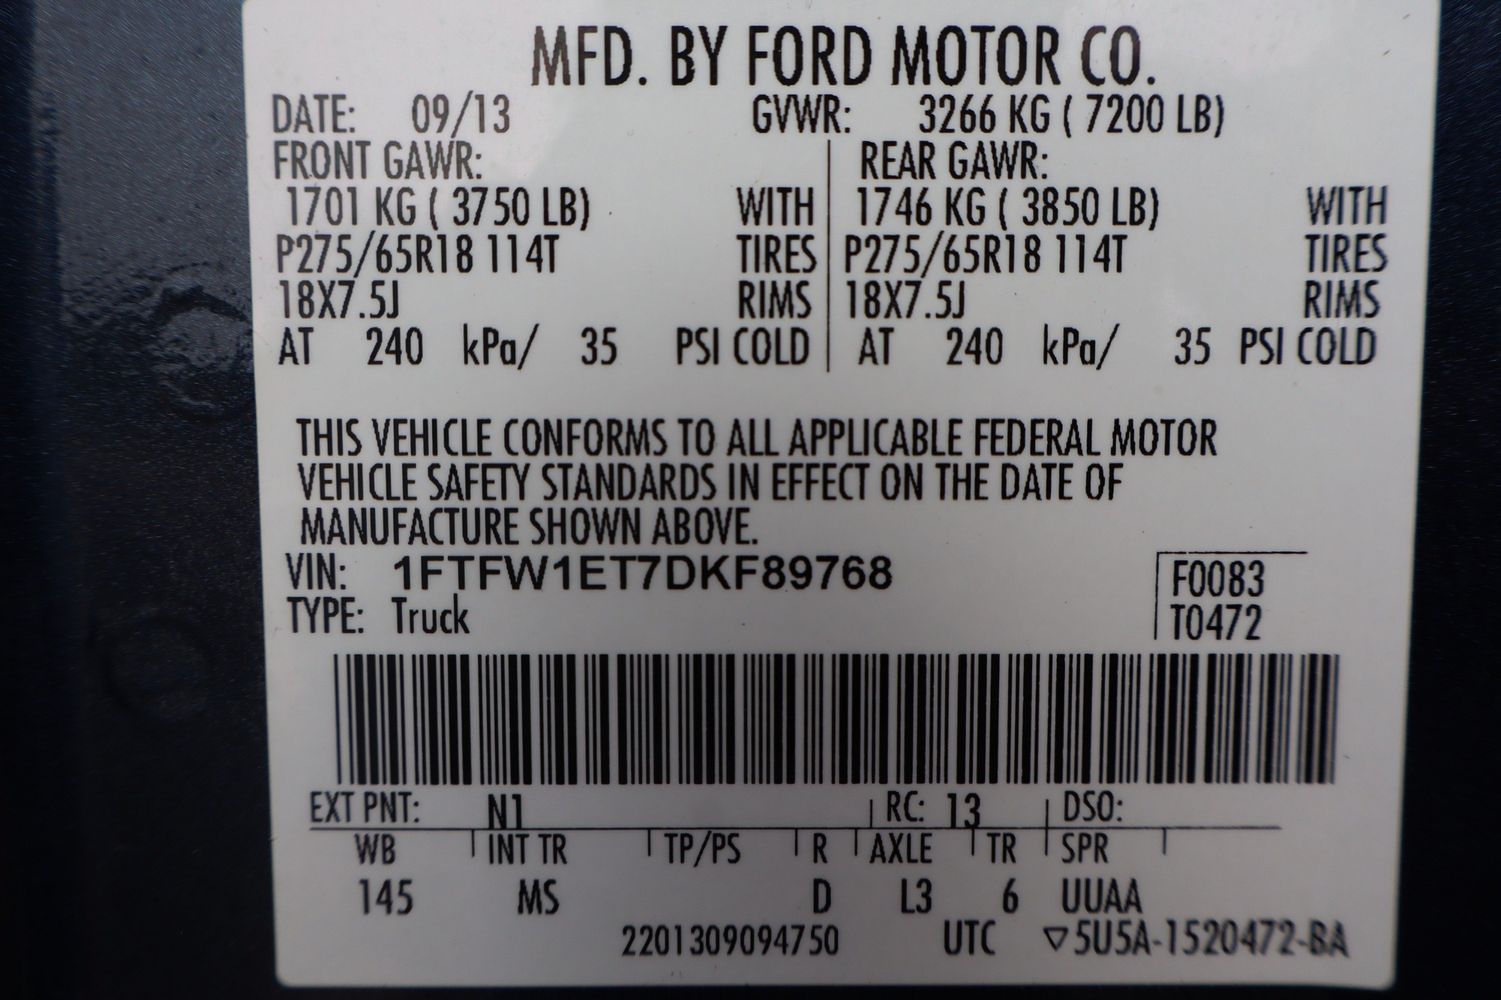 MFD. BY FORD MOTOR CO.
DATE: 09/13 GVWR: 3266 KG ( 7200 LB)
FRONT GAWR: REAR GAWR:
1701 KG ( 3750 LB) WITH 1746 KG ( 3850 LB) WITH
P275/65R18 114T TIRES P275/65R18 114T TIRES
18X7.5J RIMS 18X7.5J RIMS
AT 240 kPa/ 35 PSI COLD AT 240 kPa/ 35 PSI COLD
THIS VEHICLE CONFORMS TO ALL APPLICABLE FEDERAL MOTOR
VEHICLE SAFETY STANDARDS IN EFFECT ON THE DATE OF
MANUFACTURE SHOWN ABOVE.
VIN: 1FTFW1ET7DKF89768 F0083
TYPE: Truck T0472
EXT PNT: N1 RC: 13 DSO:
WB INT TR TP/PS R AXLE TR SPR
145 MS D L3 6 UUAA
2201309094750 UTC ▽5U5A-1520472-BA